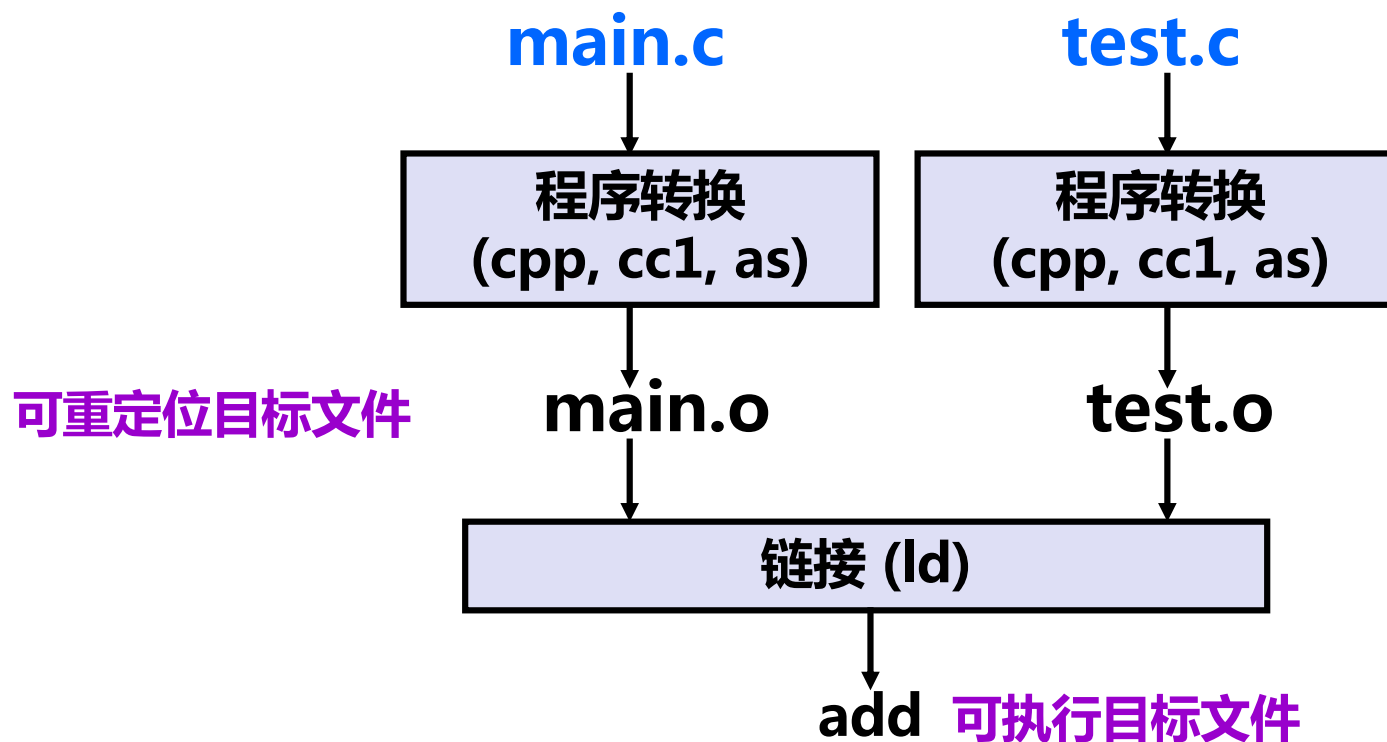 main.c
test.c
程序转换
(cpp, cc1, as)
程序转换
(cpp, cc1, as)
可重定位目标文件
main.o
test.o
链接 (ld)
add
可执行目标文件